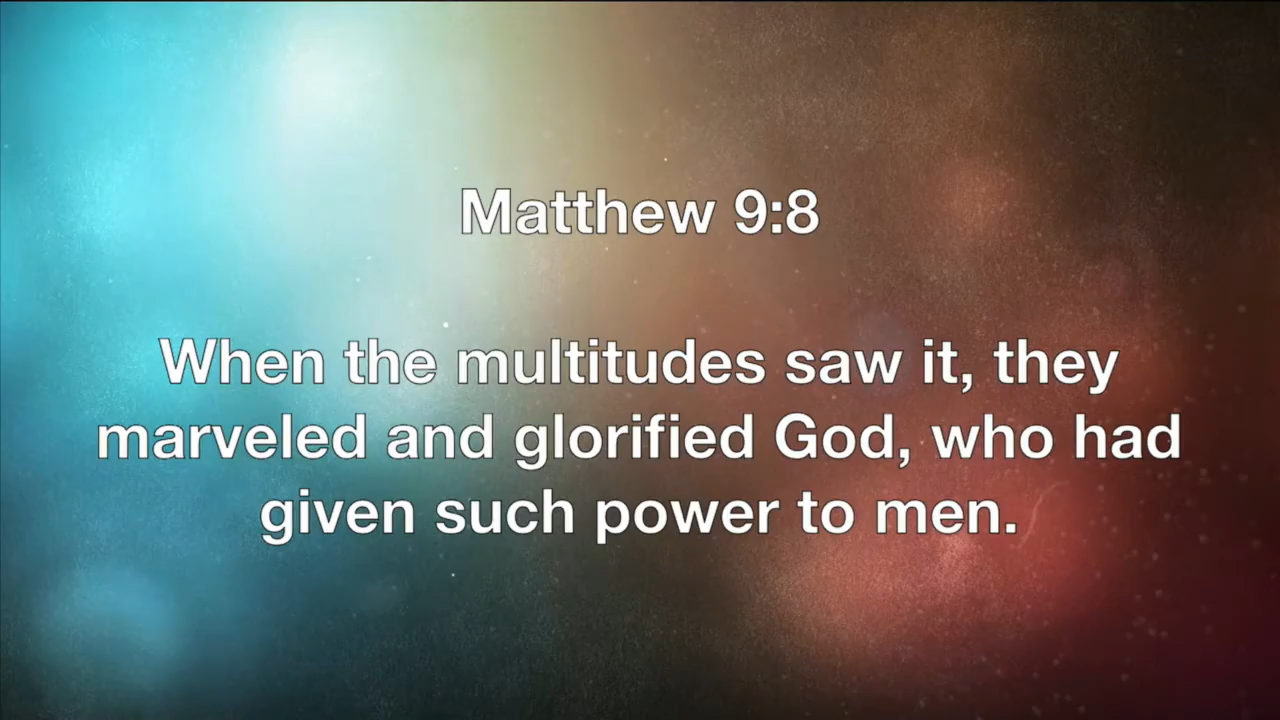 Matthew 9:8
When the multitudes saw it, they
marveled and glorified God, who had
given such power to men.